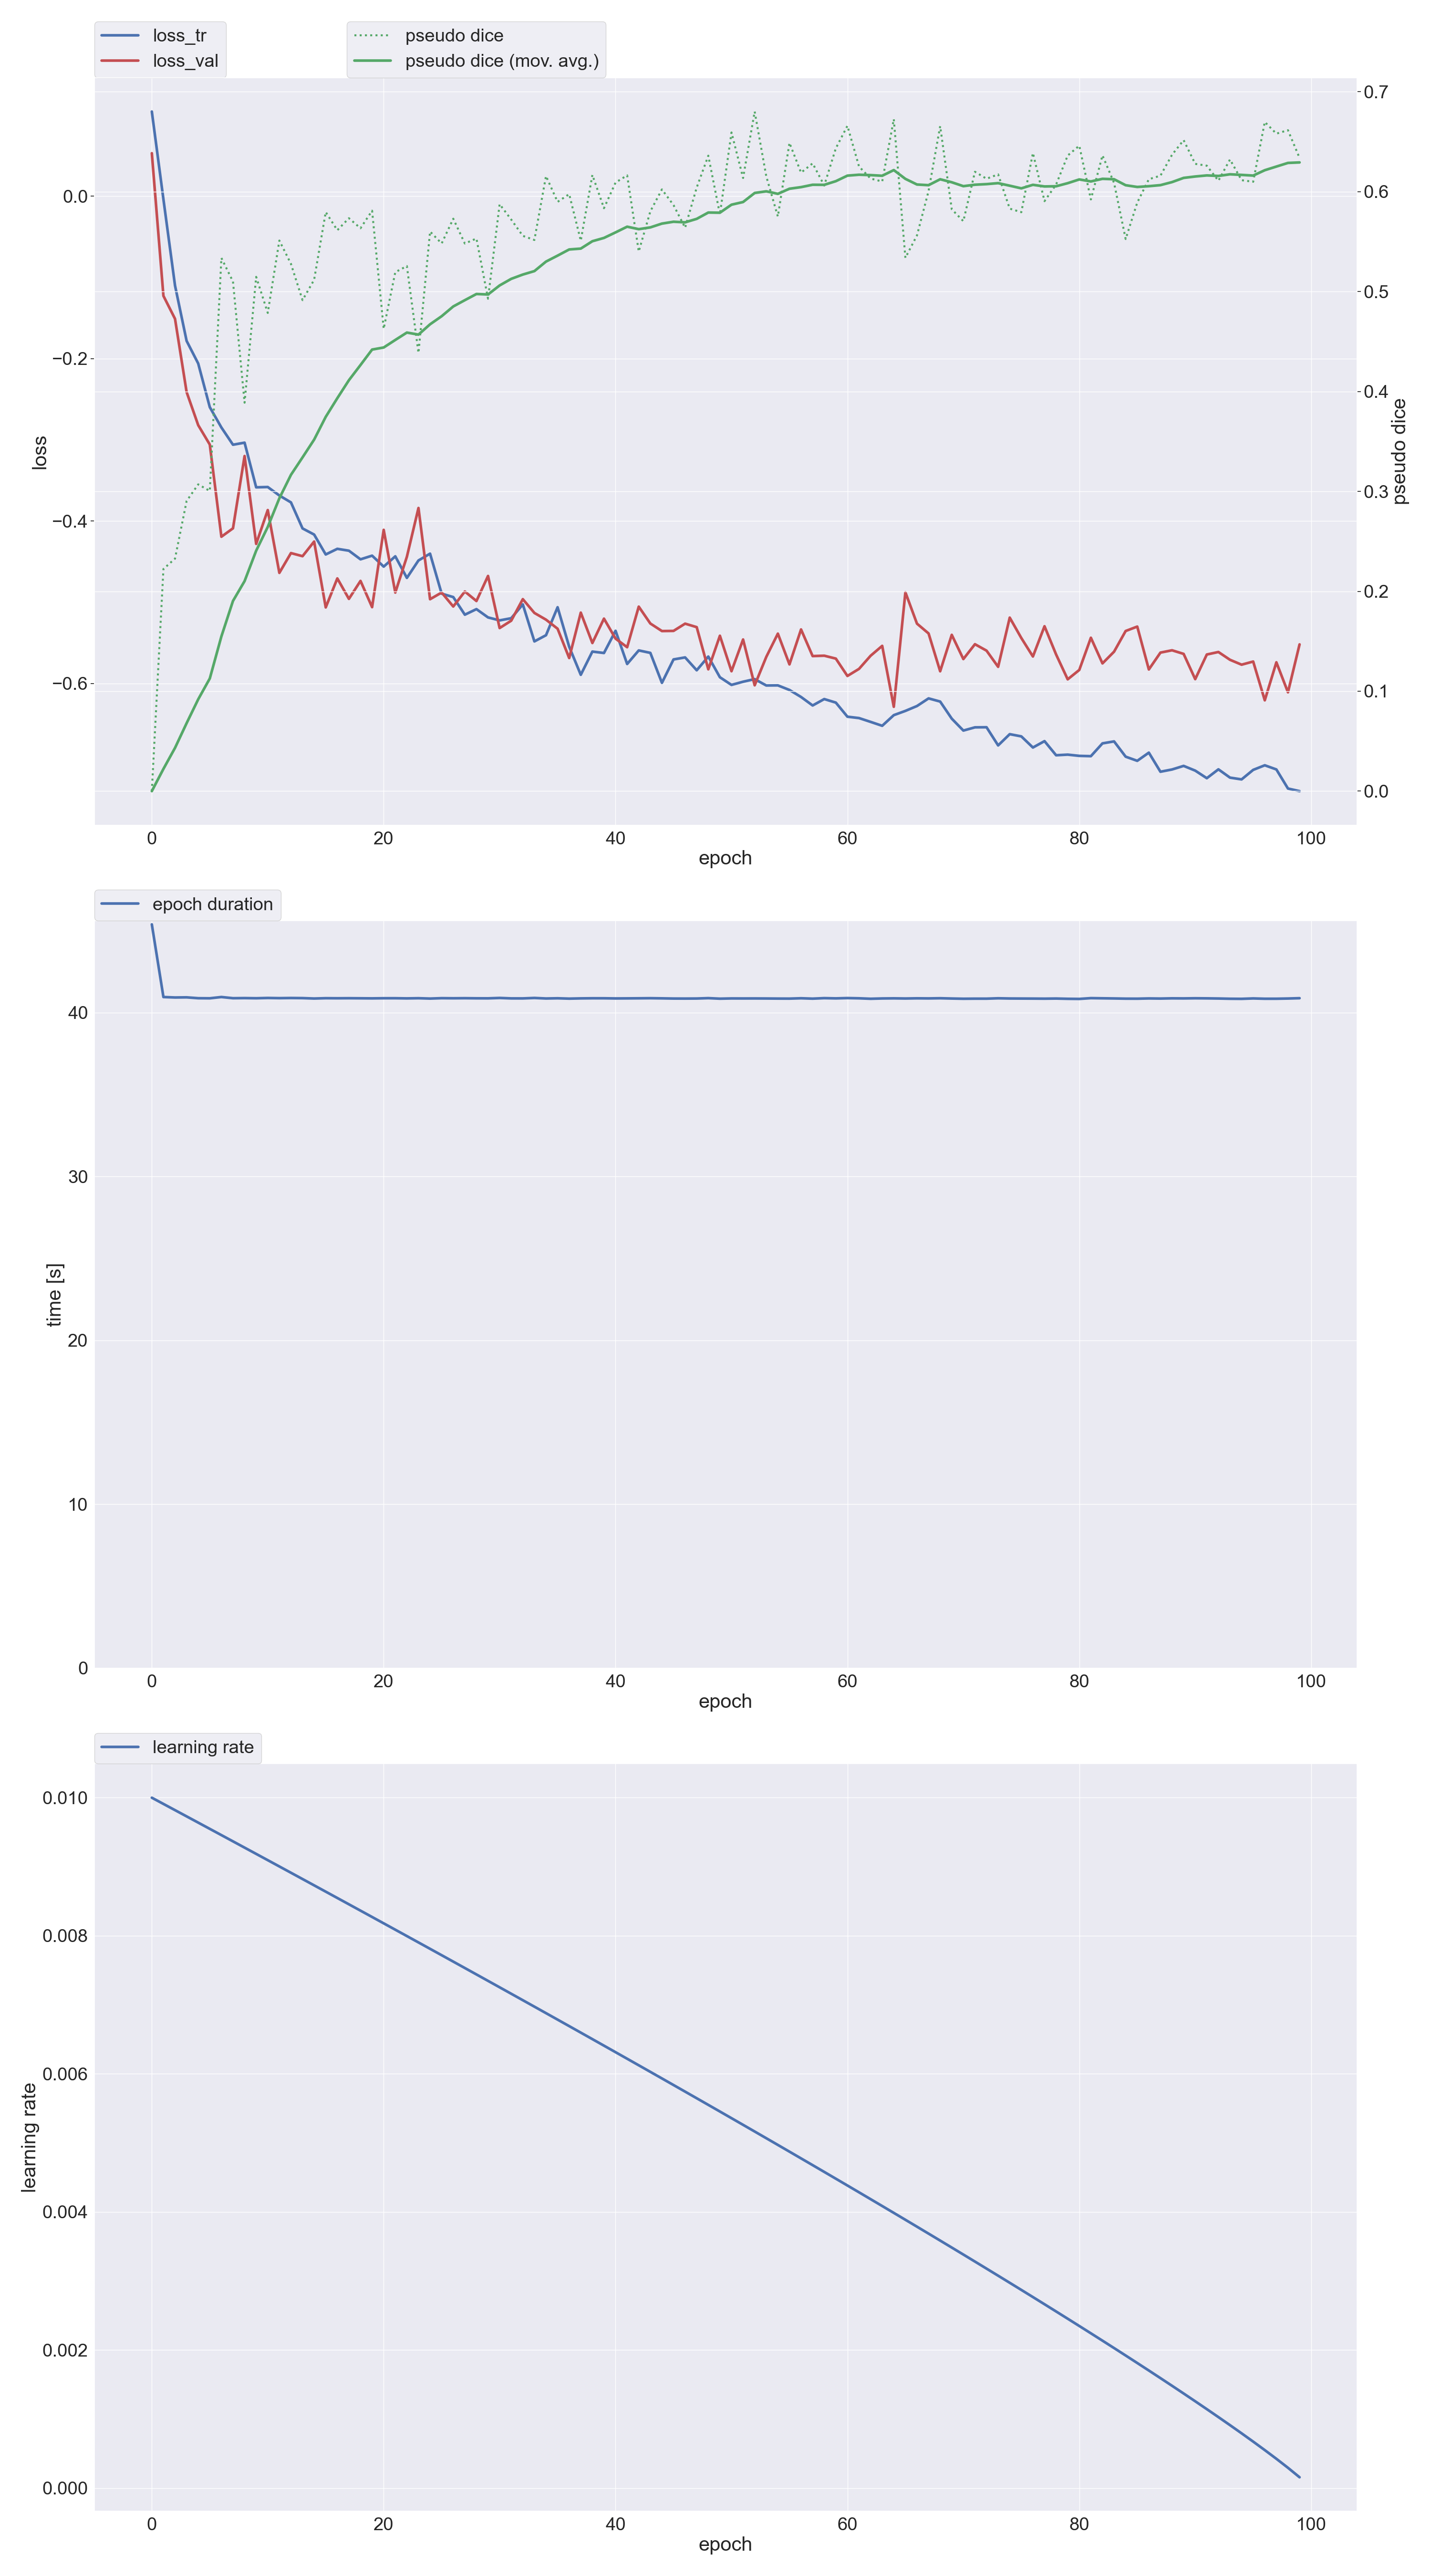 loss_tr
loss_val
pseudo dice
pseudo dice (mov. avg.)
0.0
−0.2
−0.4
−0.6
loss
0.7
0.6
0.5
0.4
0.3
0.2
0.1
0.0
pseudo dice
0 20 40 60 80 100
epoch
epoch duration
40
30
20
10
0
time [s]
0 20 40 60 80 100
epoch
learning rate
0.010
0.008
0.006
0.004
0.002
0.000
learning rate
0 20 40 60 80 100
epoch